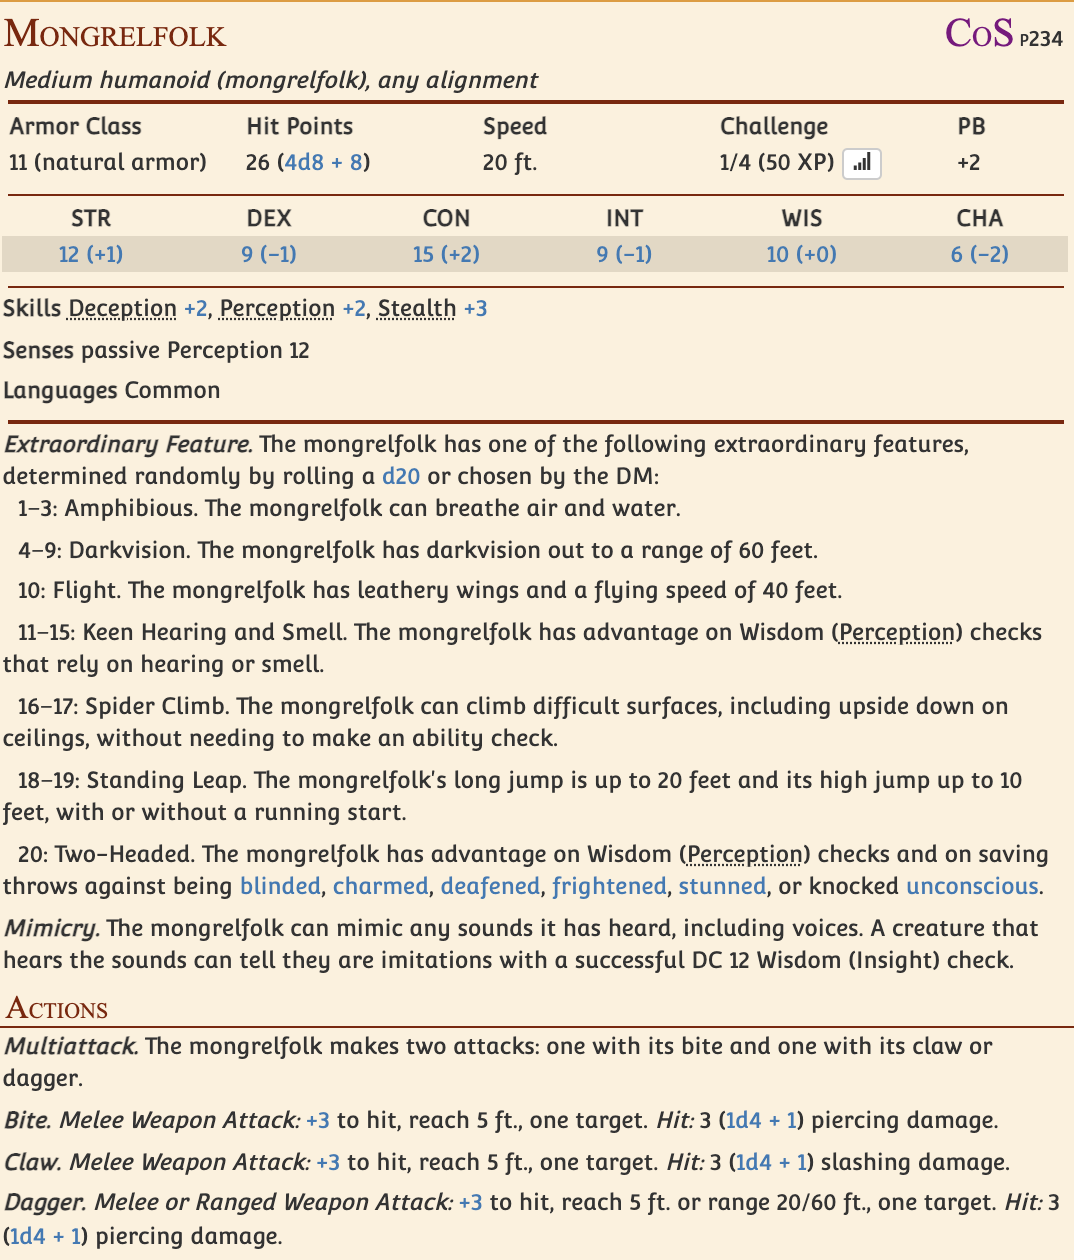 Mongrelfolk CoS P234
Medium humanoid (mongrelfolk), any alignment
Armor Class Hit Points Speed Challenge PB
11 (natural armor) 26 (4d8 + 8) 20 ft. 1/4 (50 XP) +2
STR DEX CON INT WIS CHA
12 (+1) 9 (−1) 15 (+2) 9 (−1) 10 (+0) 6 (−2)
Skills Deception +2, Perception +2, Stealth +3
Senses passive Perception 12
Languages Common
Extraordinary Feature. The mongrelfolk has one of the following extraordinary features,
determined randomly by rolling a d20 or chosen by the DM:
1–3: Amphibious. The mongrelfolk can breathe air and water.
4–9: Darkvision. The mongrelfolk has darkvision out to a range of 60 feet.
10: Flight. The mongrelfolk has leathery wings and a flying speed of 40 feet.
11–15: Keen Hearing and Smell. The mongrelfolk has advantage on Wisdom (Perception) checks
that rely on hearing or smell.
16–17: Spider Climb. The mongrelfolk can climb difficult surfaces, including upside down on
ceilings, without needing to make an ability check.
18–19: Standing Leap. The mongrelfolk's long jump is up to 20 feet and its high jump up to 10
feet, with or without a running start.
20: Two-Headed. The mongrelfolk has advantage on Wisdom (Perception) checks and on saving
throws against being blinded, charmed, deafened, frightened, stunned, or knocked unconscious.
Mimicry. The mongrelfolk can mimic any sounds it has heard, including voices. A creature that
hears the sounds can tell they are imitations with a successful DC 12 Wisdom (Insight) check.
Actions
Multiattack. The mongrelfolk makes two attacks: one with its bite and one with its claw or
dagger.
Bite. Melee Weapon Attack: +3 to hit, reach 5 ft., one target. Hit: 3 (1d4 + 1) piercing damage.
Claw. Melee Weapon Attack: +3 to hit, reach 5 ft., one target. Hit: 3 (1d4 + 1) slashing damage.
Dagger. Melee or Ranged Weapon Attack: +3 to hit, reach 5 ft. or range 20/60 ft., one target. Hit: 3
(1d4 + 1) piercing damage.